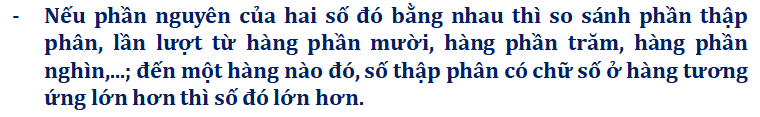 - Nếu phần nguyên của hai số đó bằng nhau thì so sánh phần thập
phân, lần lượt từ hàng phần mười, hàng phần trăm, hàng phần
nghìn,...; đến một hàng nào đó, số thập phân có chữ số ở hàng tương
ứng lớn hơn thì số đó lớn hơn.